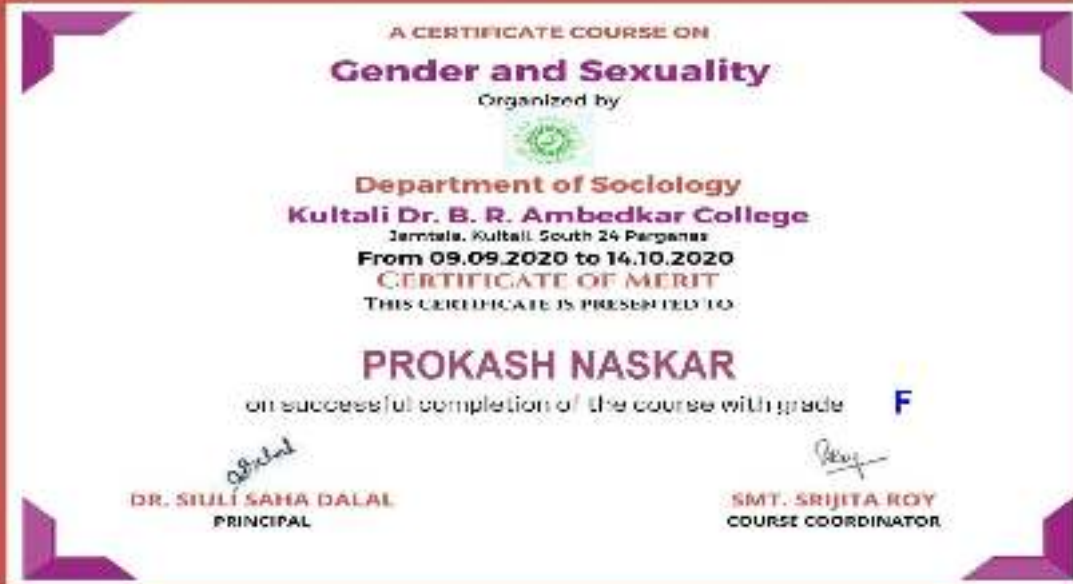 A CERTIFICATE COURSE ON
Gender and Sexuality
Organized by
Department of Sociology
Kultali Dr. B. R. Ambedkar College
Jamtala, Kultali, South 24 Parganas
From 09.09.2020 to 14.10.2020
CERTIFICATE OF MERIT
THIS CERTIFICATE IS PRESENTED TO
PROKASH NASKAR
on successful completion of the course with grade F
DR. SIULI SAHA DALAL
PRINCIPAL
SMT. SRIJITA ROY
COURSE COORDINATOR